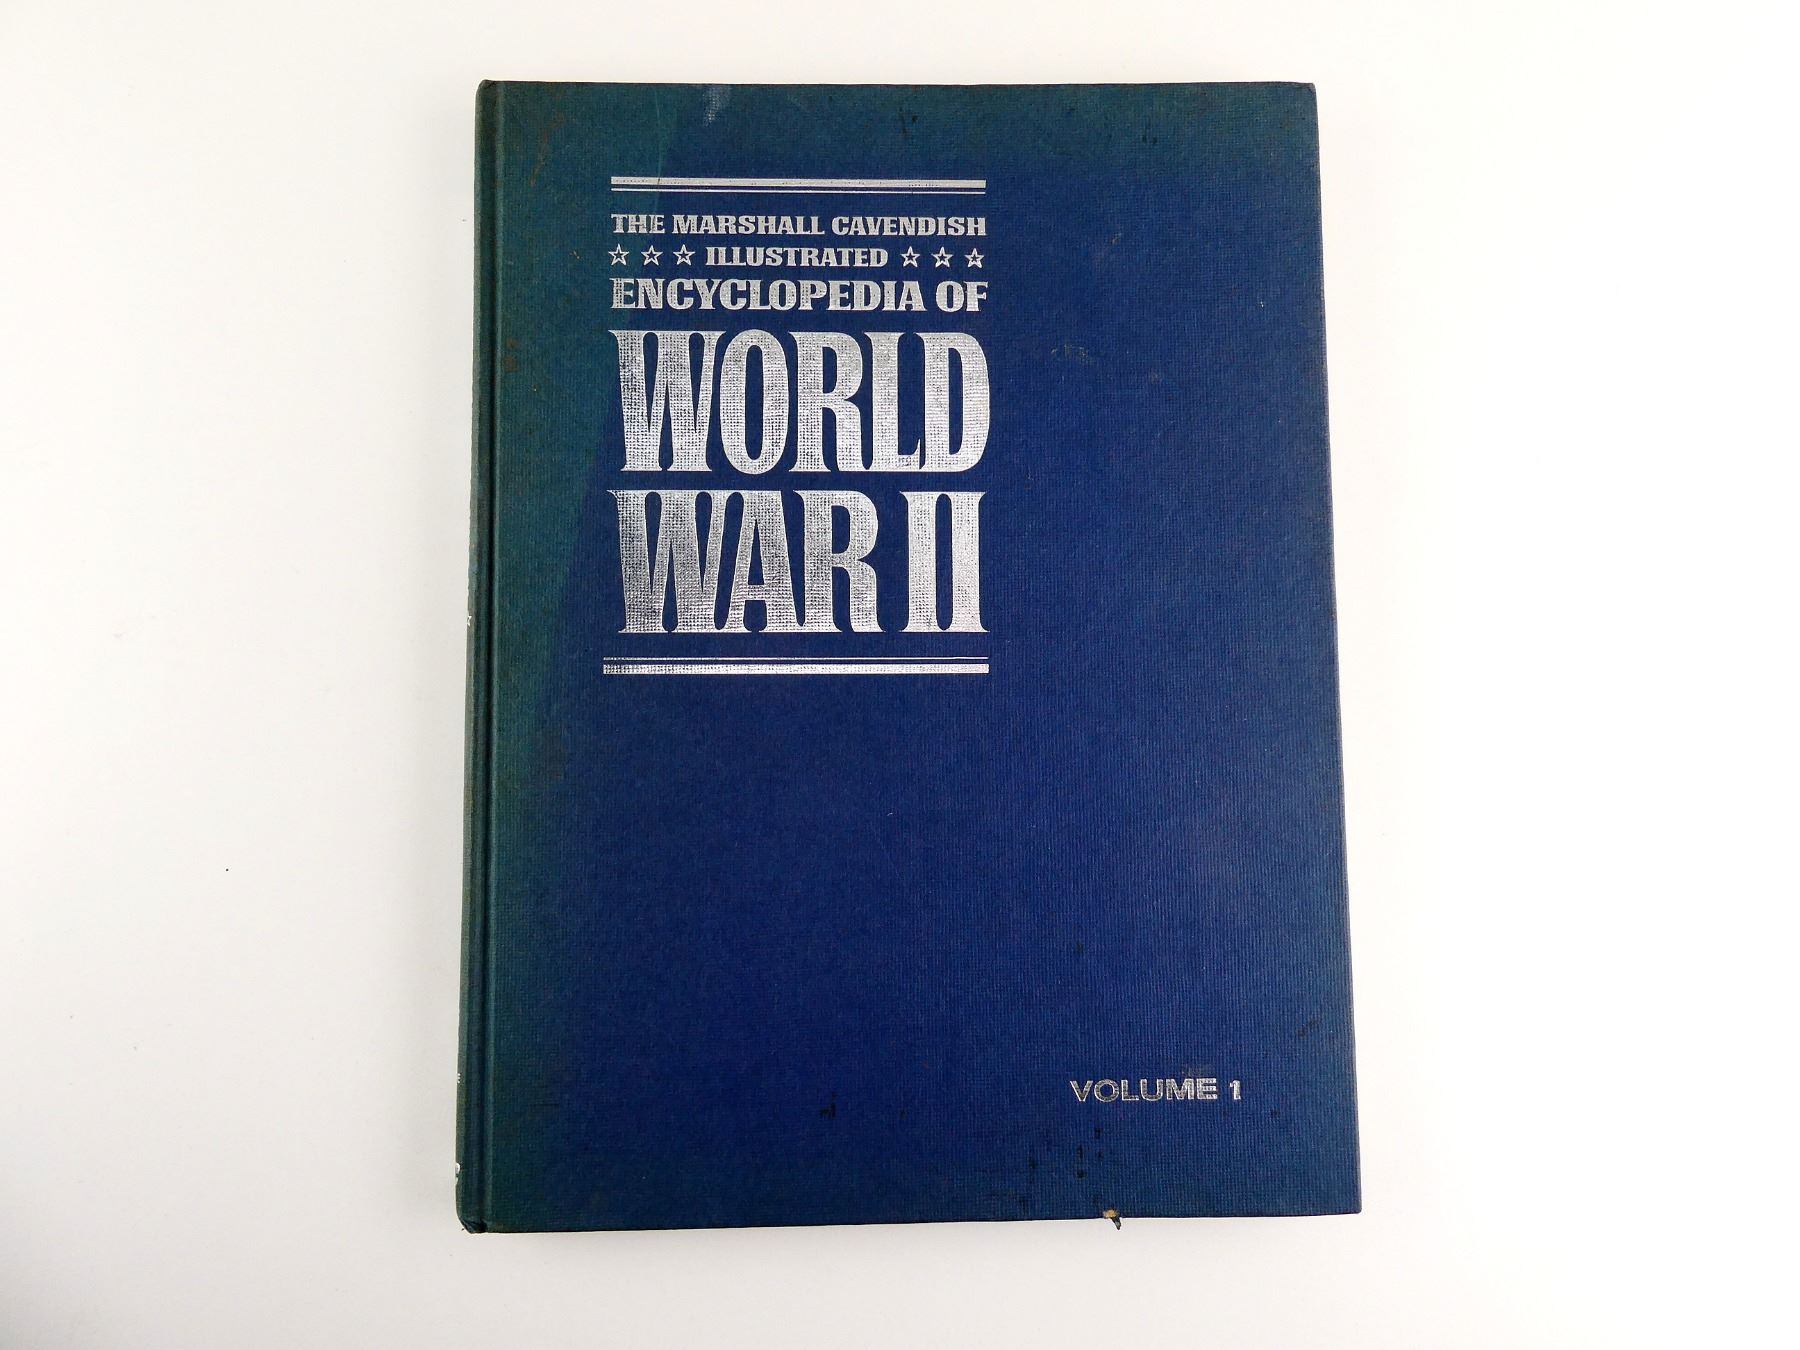 THE MARSHALL CAVENDISH
☆ ☆ ☆ ILLUSTRATED ☆ ☆ ☆
ENCYCLOPEDIA OF
WORLD
WAR II
VOLUME 1